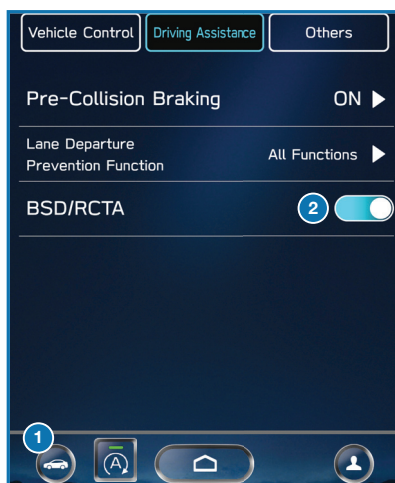 Vehicle Control
Driving Assistance
Others
Pre-Collision Braking
ON
Lane Departure
Prevention Function
All Functions
BSD/RCTA
2
1
A